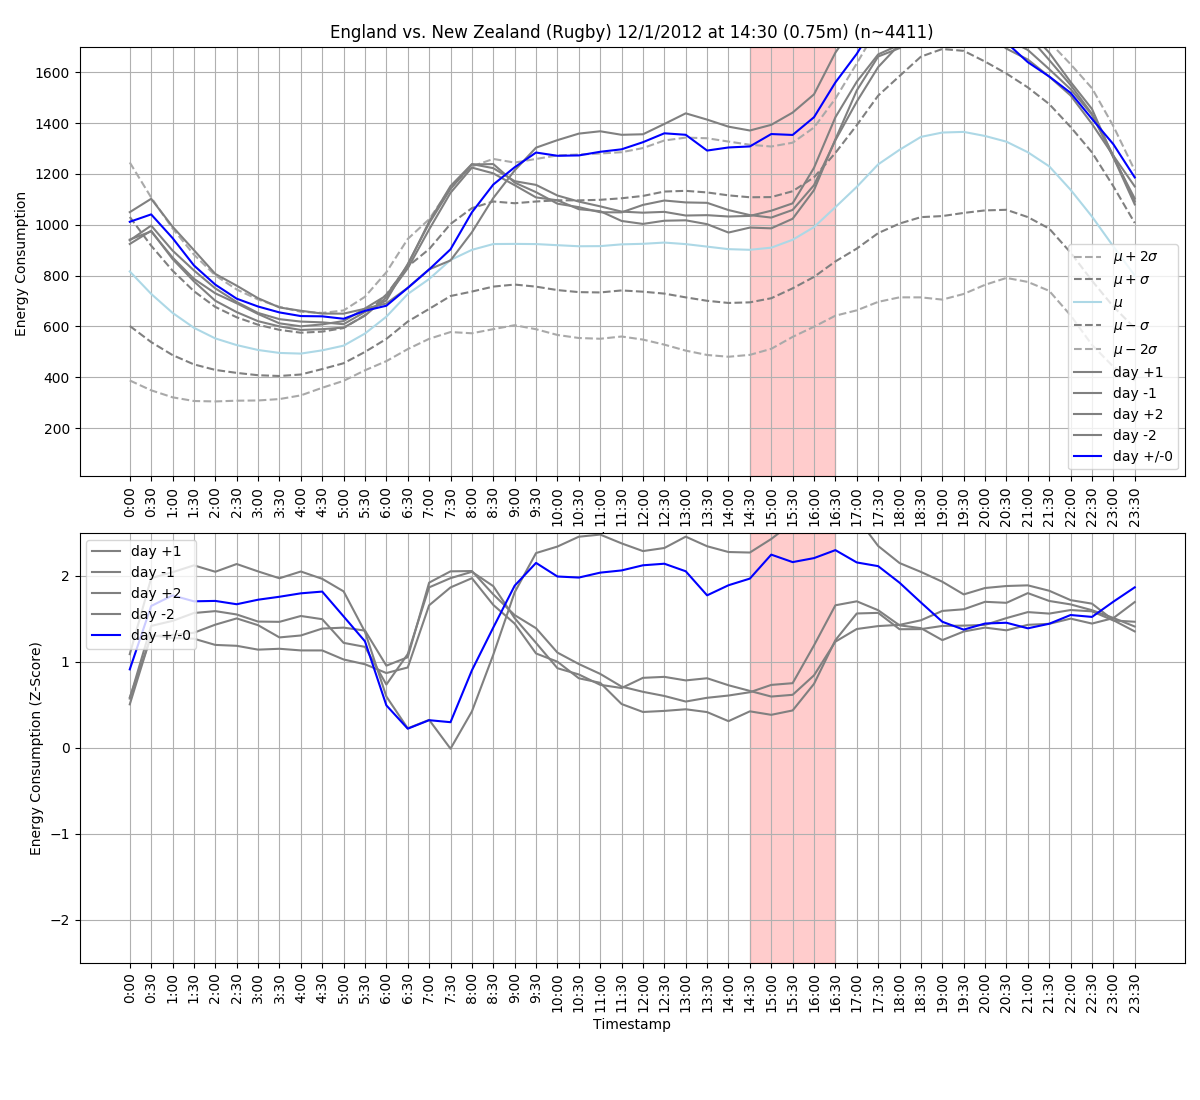 England vs. New Zealand (Rugby) 12/1/2012 at 14:30 (0.75m) (n~4411)
Energy Consumption
1600
1400
1200
1000
800
600
400
200
μ + 2σ
μ + σ
μ
μ − σ
μ − 2σ
day +1
day -1
day +2
day -2
day +/-0
0:00 0:30 1:00 1:30 2:00 2:30 3:00 3:30 4:00 4:30 5:00 5:30 6:00 6:30 7:00 7:30 8:00 8:30 9:00 9:30 10:00 10:30 11:00 11:30 12:00 12:30 13:00 13:30 14:00 14:30 15:00 15:30 16:00 16:30 17:00 17:30 18:00 18:30 19:00 19:30 20:00 20:30 21:00 21:30 22:00 22:30 23:00 23:30
Energy Consumption (Z-Score)
2
1
0
−1
−2
day +1
day -1
day +2
day -2
day +/-0
0:00 0:30 1:00 1:30 2:00 2:30 3:00 3:30 4:00 4:30 5:00 5:30 6:00 6:30 7:00 7:30 8:00 8:30 9:00 9:30 10:00 10:30 11:00 11:30 12:00 12:30 13:00 13:30 14:00 14:30 15:00 15:30 16:00 16:30 17:00 17:30 18:00 18:30 19:00 19:30 20:00 20:30 21:00 21:30 22:00 22:30 23:00 23:30
Timestamp